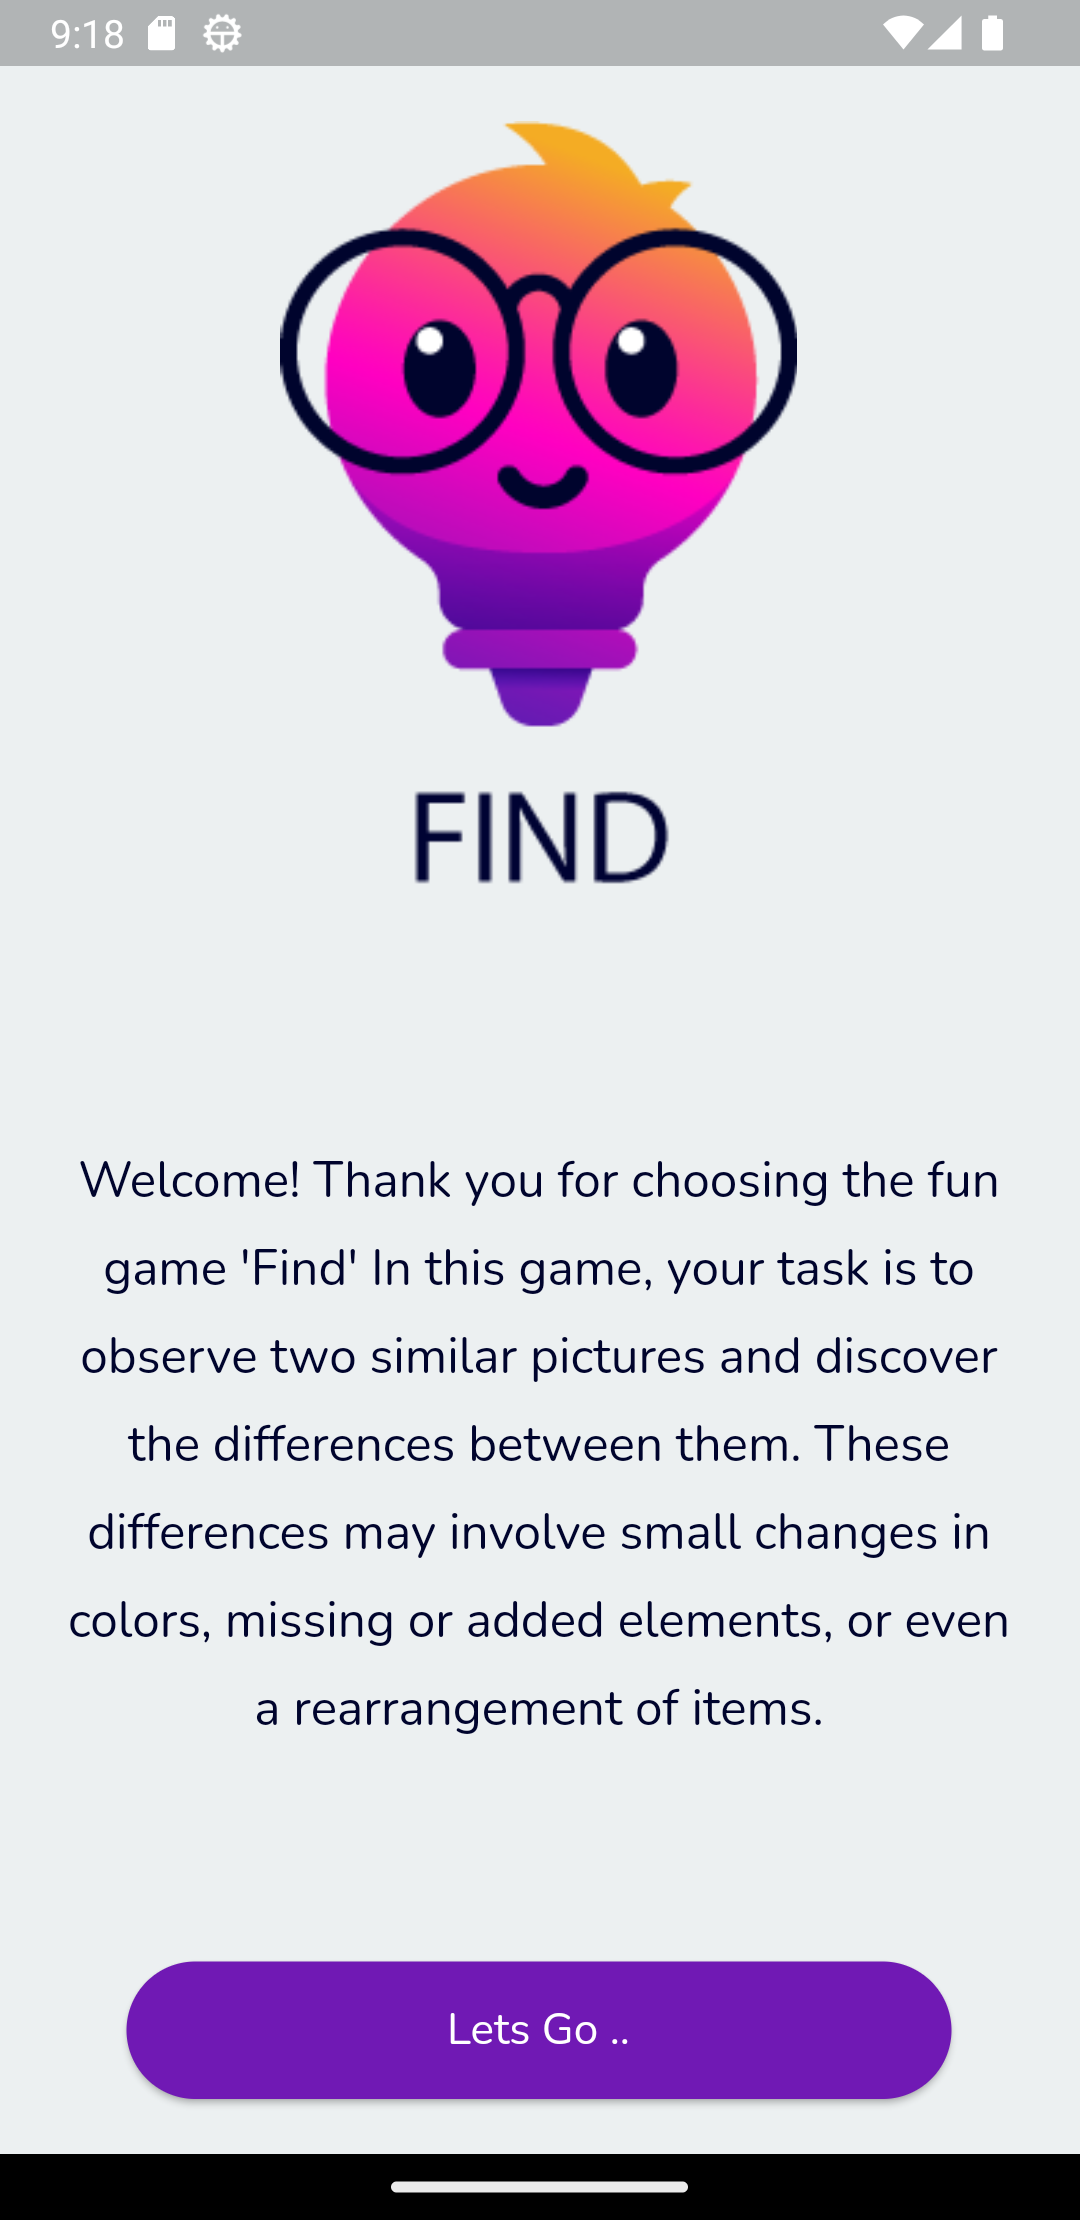 9:18
FIND
Welcome! Thank you for choosing the fun
game 'Find' In this game, your task is to
observe two similar pictures and discover
the differences between them. These
differences may involve small changes in
colors, missing or added elements, or even
a rearrangement of items.
Lets Go ..